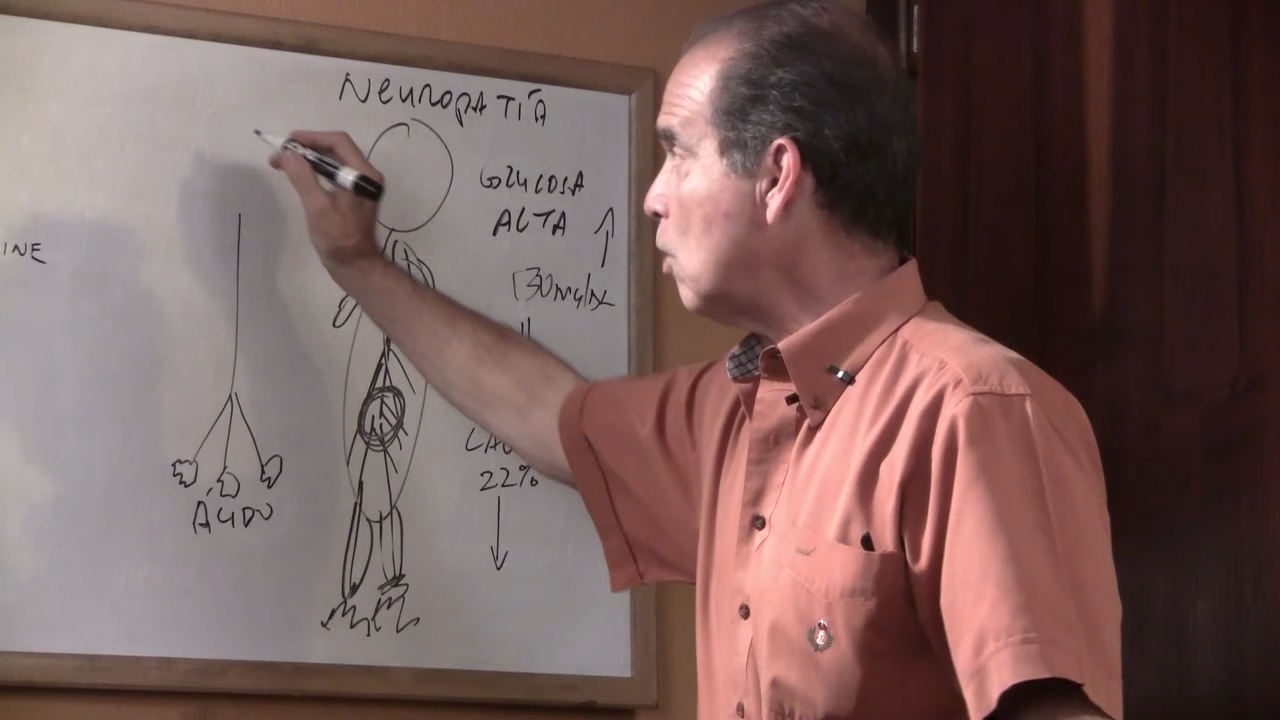 NeuropATÍA
GLUCOSA
ALTA
130mg/dL
22%
INE
ÁCIDO